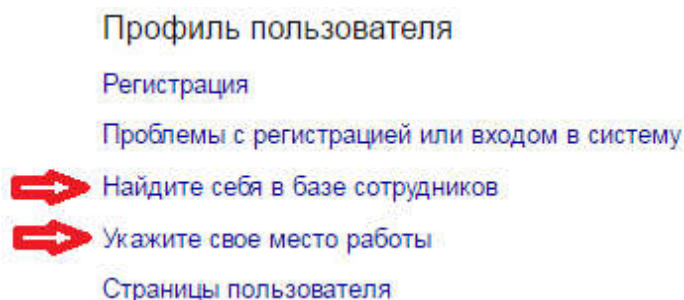 Профиль пользователя
Регистрация
Проблемы с регистрацией или входом в систему
Найдите себя в базе сотрудников
Укажите свое место работы
Страницы пользователя